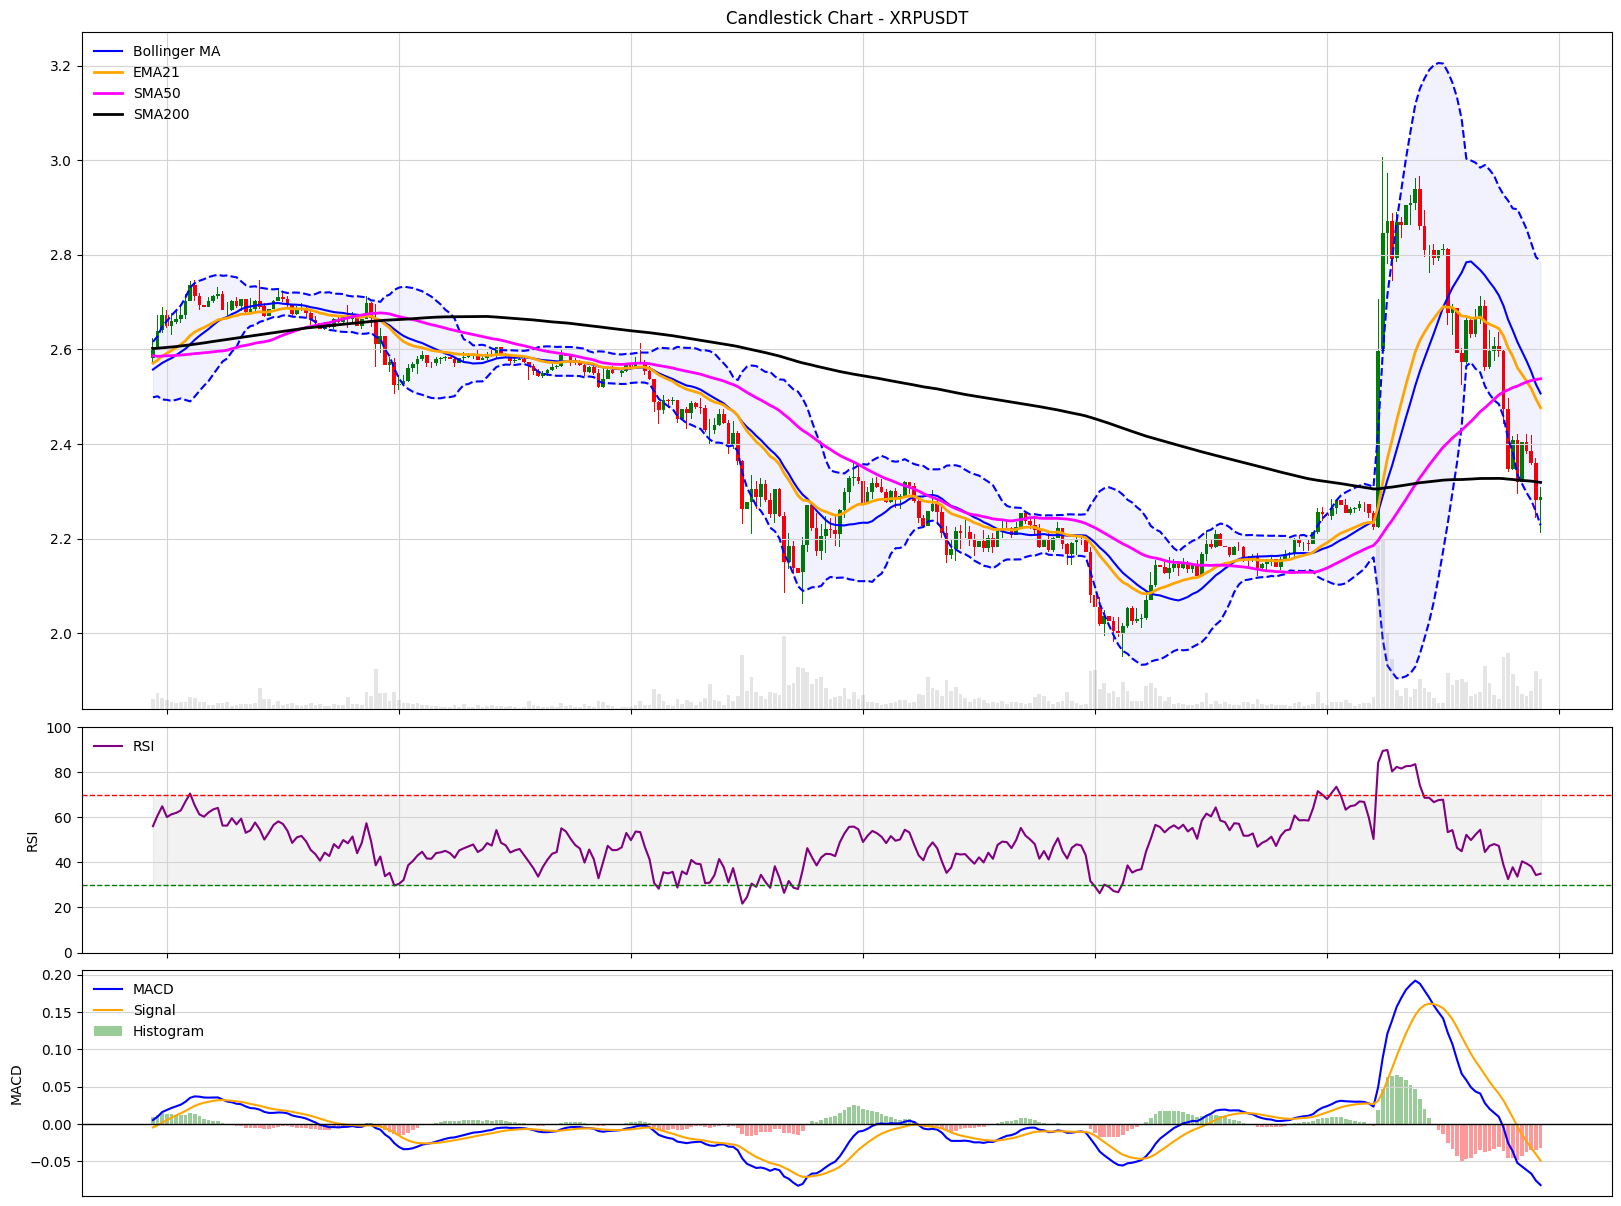 Candlestick Chart - XRPUSDT
Bollinger MA
EMA21
SMA50
SMA200
3.2
3.0
2.8
2.6
2.4
2.2
2.0
RSI
RSI
100
80
60
40
20
0
MACD
Signal
Histogram
MACD
0.20
0.15
0.10
0.05
0.00
−0.05